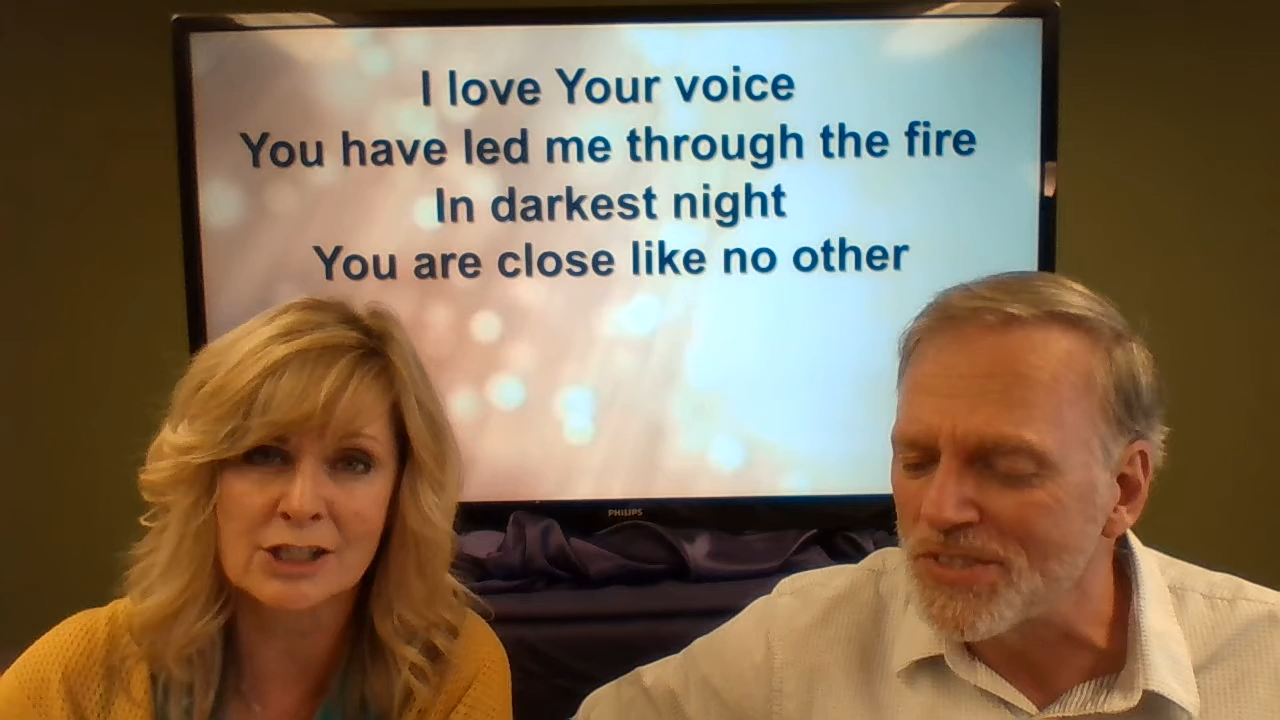 I love Your voice
You have led me through the fire
In darkest night
You are close like no other
PHILIPS